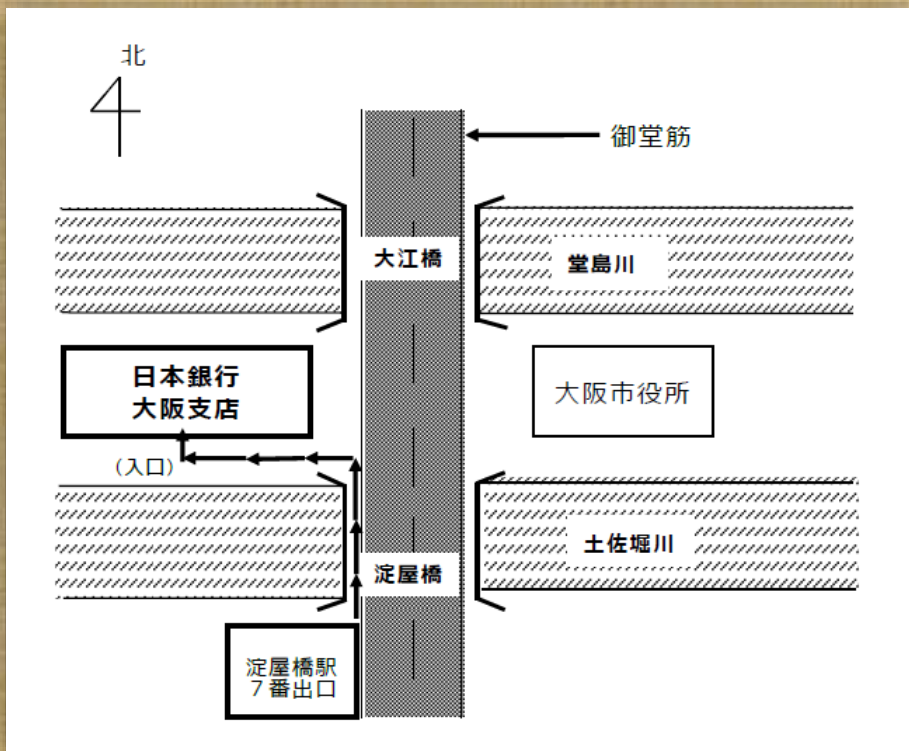 北
御堂筋
大江橋
堂島川
日本銀行
大阪支店
大阪市役所
(入口)
土佐堀川
淀屋橋
淀屋橋駅
7番出口